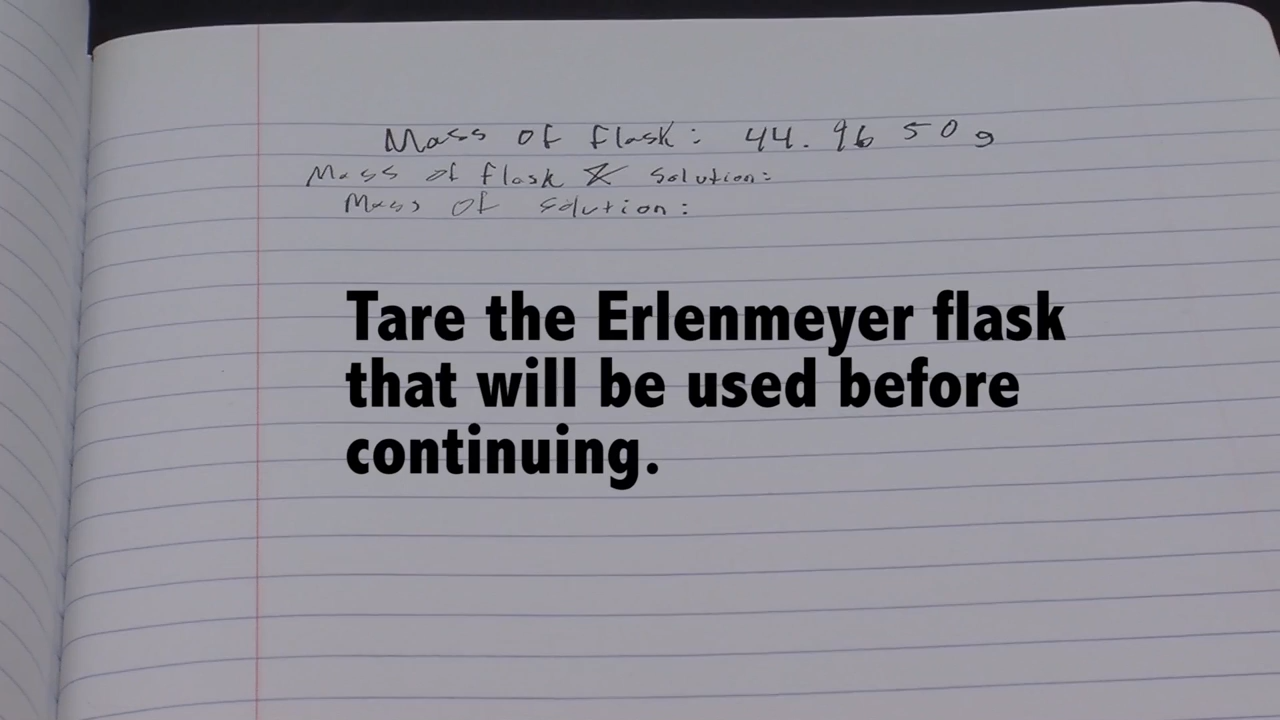 Mass of flask: 44.9650g
Mass of flask & solution:
Mass of solution:
Tare the Erlenmeyer flask
that will be used before
continuing.